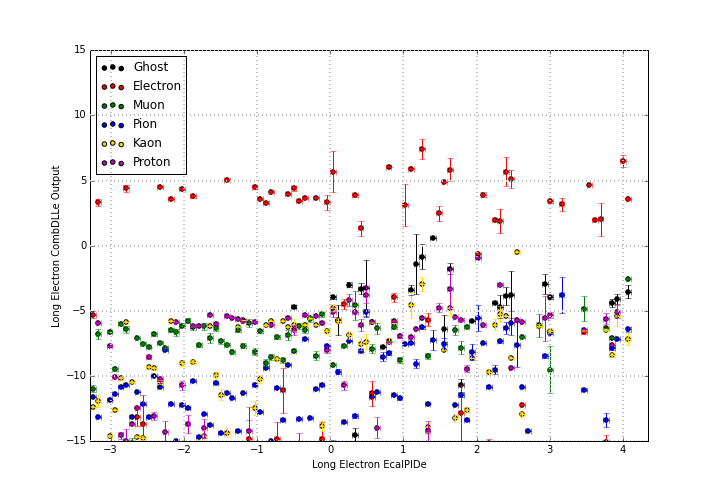 15
10
5
0
−5
−10
−15
Long Electron CombDLLe Output
Ghost
Electron
Muon
Pion
Kaon
Proton
−3 −2 −1 0 1 2 3 4
Long Electron EcalPIDe